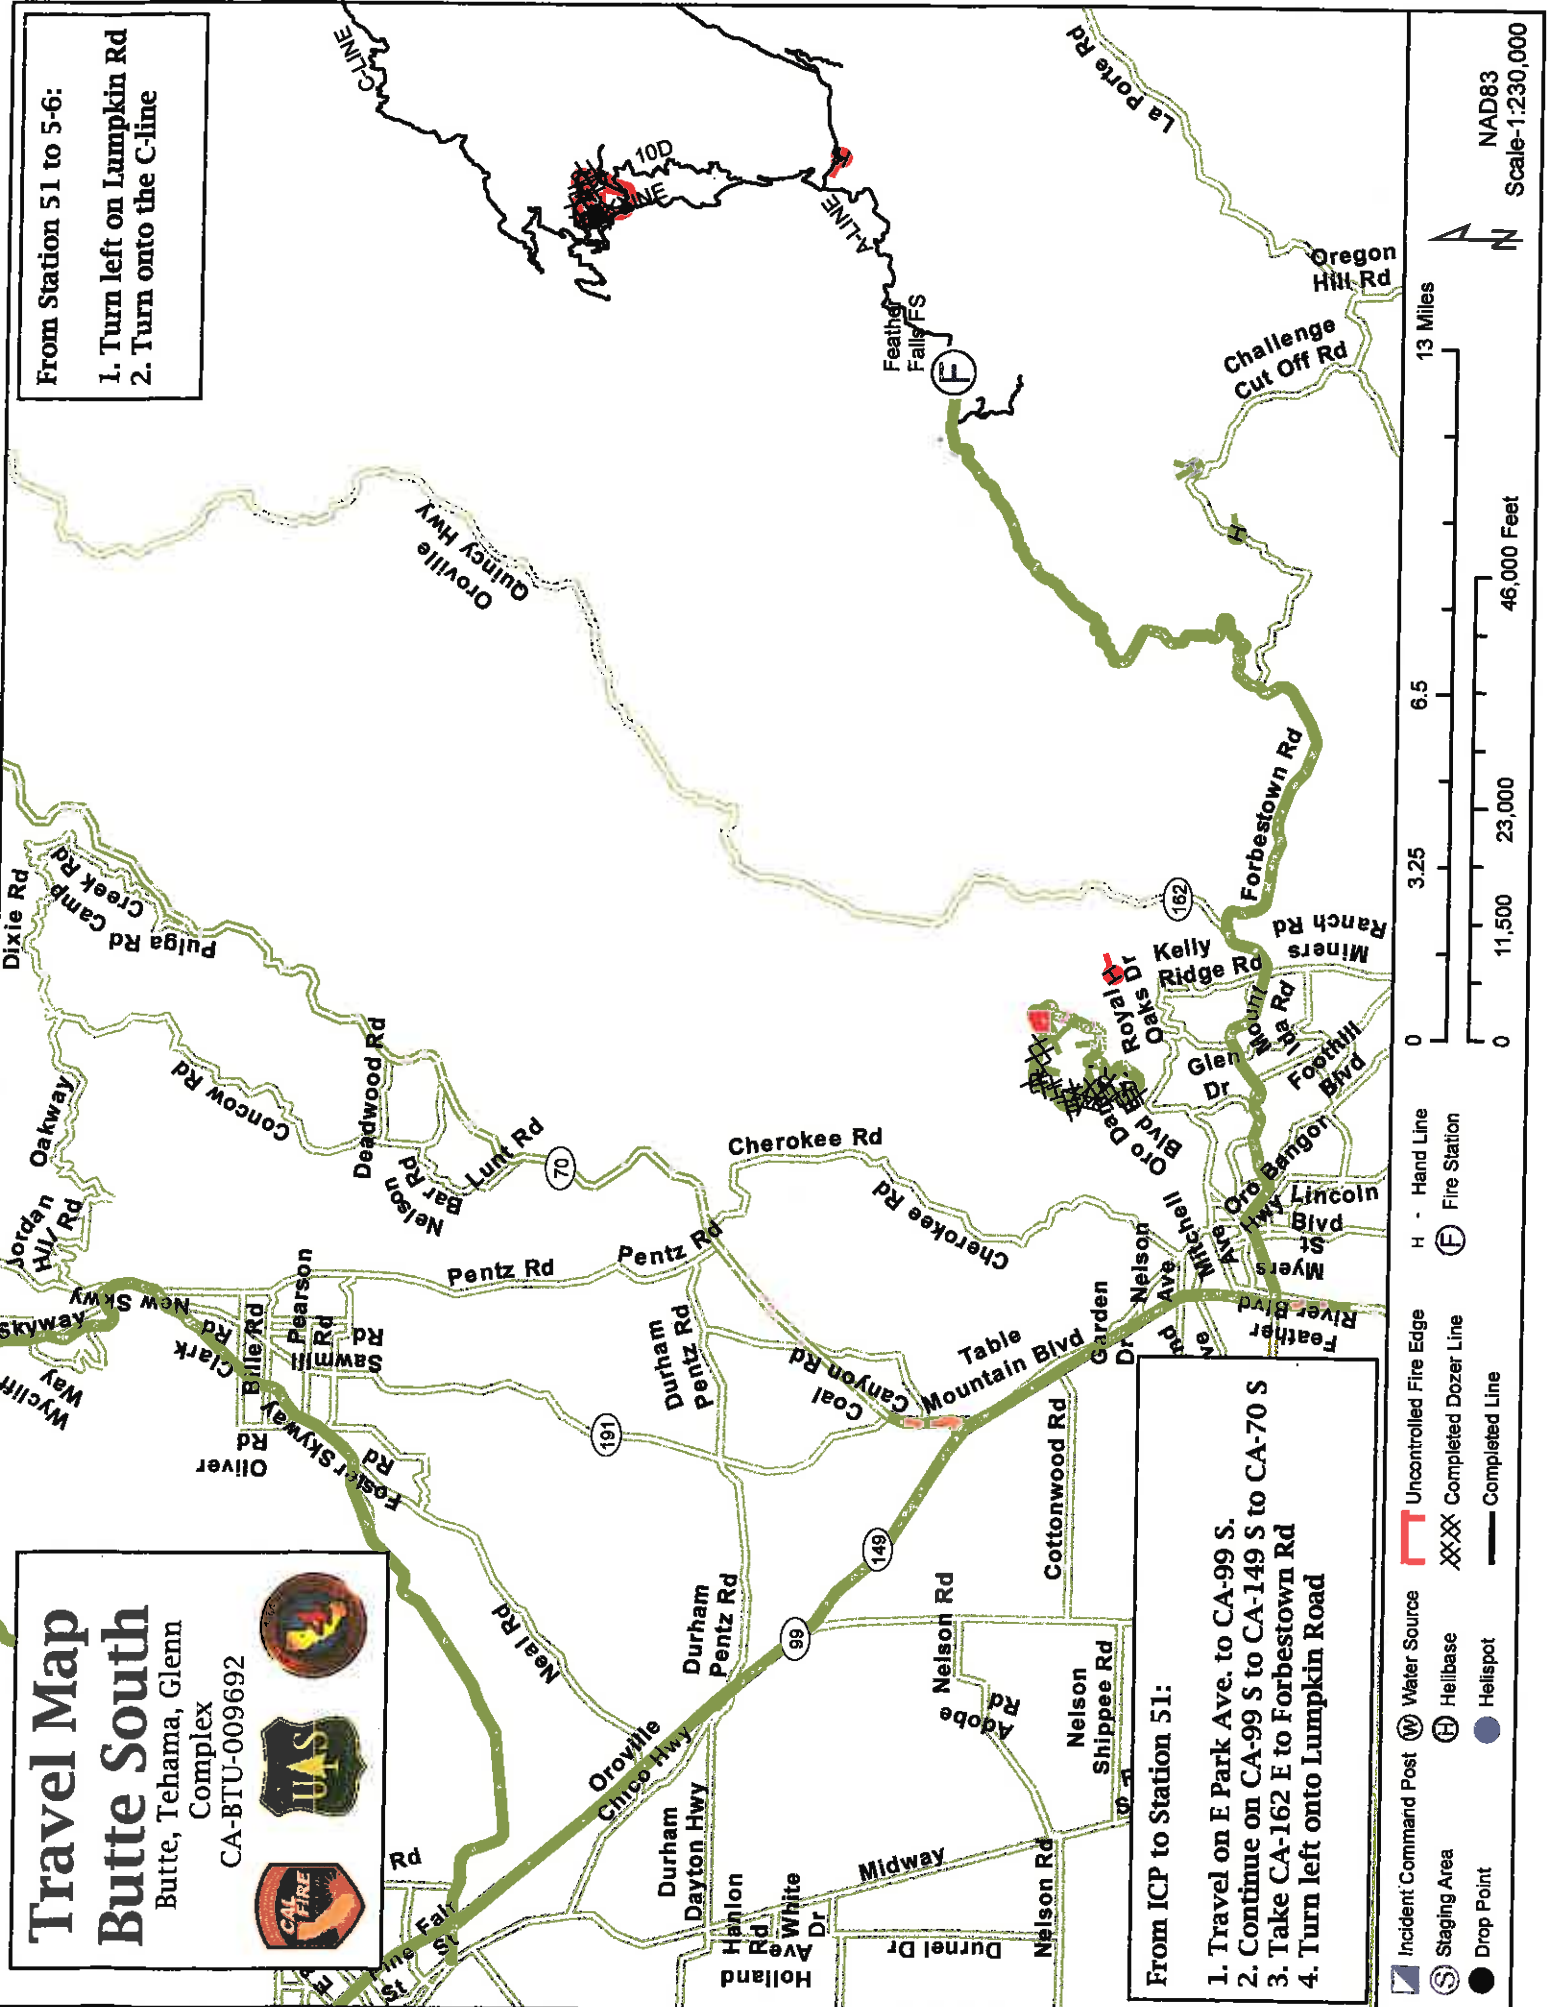 Travel Map
Butte South
Butte, Tehama, Glenn
Complex
CA-BTU-009692
CAL
FIRE
From Station 51 to 5-6:
1. Turn left on Lumpkin Rd
2. Turn onto the C-line
From ICP to Station 51:
1. Travel on E Park Ave. to CA-99 S.
2. Continue on CA-99 S to CA-149 S to CA-70 S
3. Take CA-162 E to Forbestown Rd
4. Turn left onto Lumpkin Road
Skyway
Wycliff
Way
New Skwy
Clark
Rd
Bille Rd
Pearson
Rd
Sawmill
Rd
Oliver
Rd
Skyway
Foster
Rd
Neal Rd
Jordan
Hill Rd
Oakway
Dixie Rd
Camp
Creek Rd
Pulga Rd
Concow Rd
Deadwood Rd
Nelson
Bar Rd
Lunt Rd
70
Pentz Rd
Pentz Rd
Durham
Pentz Rd
191
Coal
Canyon Rd
Table
Mountain Blvd
Cherokee Rd
Cherokee Rd
Oroville
Quincy Hwy
C-LINE
10D
A-LINE
Feather
Falls FS
F
La Porte Rd
Oregon
Hill Rd
Challenge
Cut Off Rd
H
Forbestown Rd
162
Kelly
Ridge Rd
Miners
Ranch Rd
Royal
Oaks Dr
H
Oro Dam
Blvd
Glen
Dr
Mount
Ida Rd
Foothill
Blvd
Oro Bangor
Hwy
Lincoln
Blvd
Myers
St
Mitchell
Ave
Nelson
Ave
Garden
Dr
Feather
River Blvd
Cottonwood Rd
149
99
Durham
Pentz Rd
Oroville
Chico Hwy
Durham
Dayton Hwy
Hanlon
Rd
White
Dr
Holland
Ave
Durnel Dr
Midway
Nelson Rd
Nelson Rd
Adobe
Rd
Nelson
Shippee Rd
Rd
Fair
St
St
Incident Command Post
W Water Source
Uncontrolled Fire Edge
H - Hand Line
S Staging Area
H Helibase
Completed Dozer Line
F Fire Station
Drop Point
Helispot
Completed Line
0 3.25 6.5 13 Miles
0 11,500 23,000 46,000 Feet
N
NAD83
Scale-1:230,000